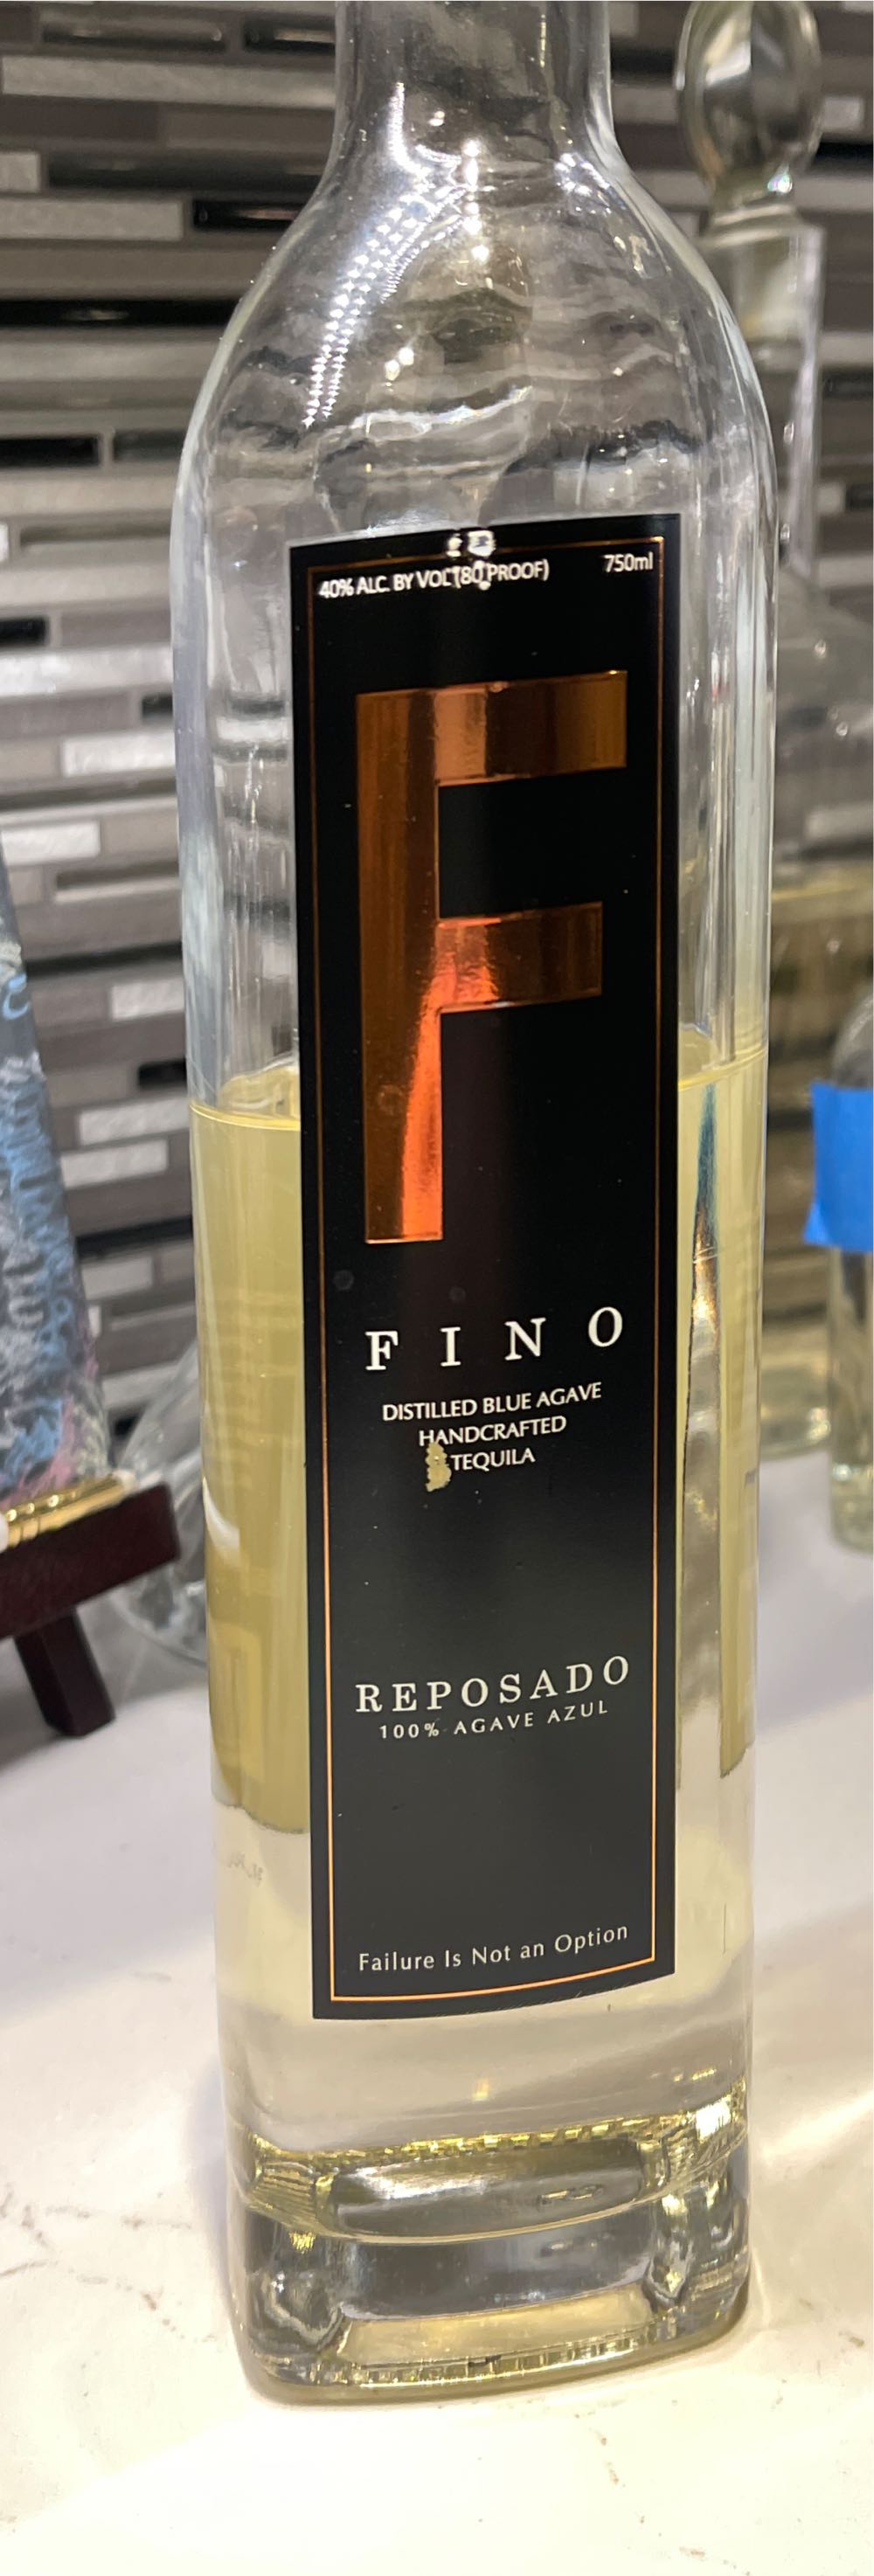 40% ALC. BY VOL (80 PROOF) 750ml
F
FINO
DISTILLED BLUE AGAVE
HANDCRAFTED
TEQUILA
REPOSADO
100% AGAVE AZUL
Failure Is Not an Option